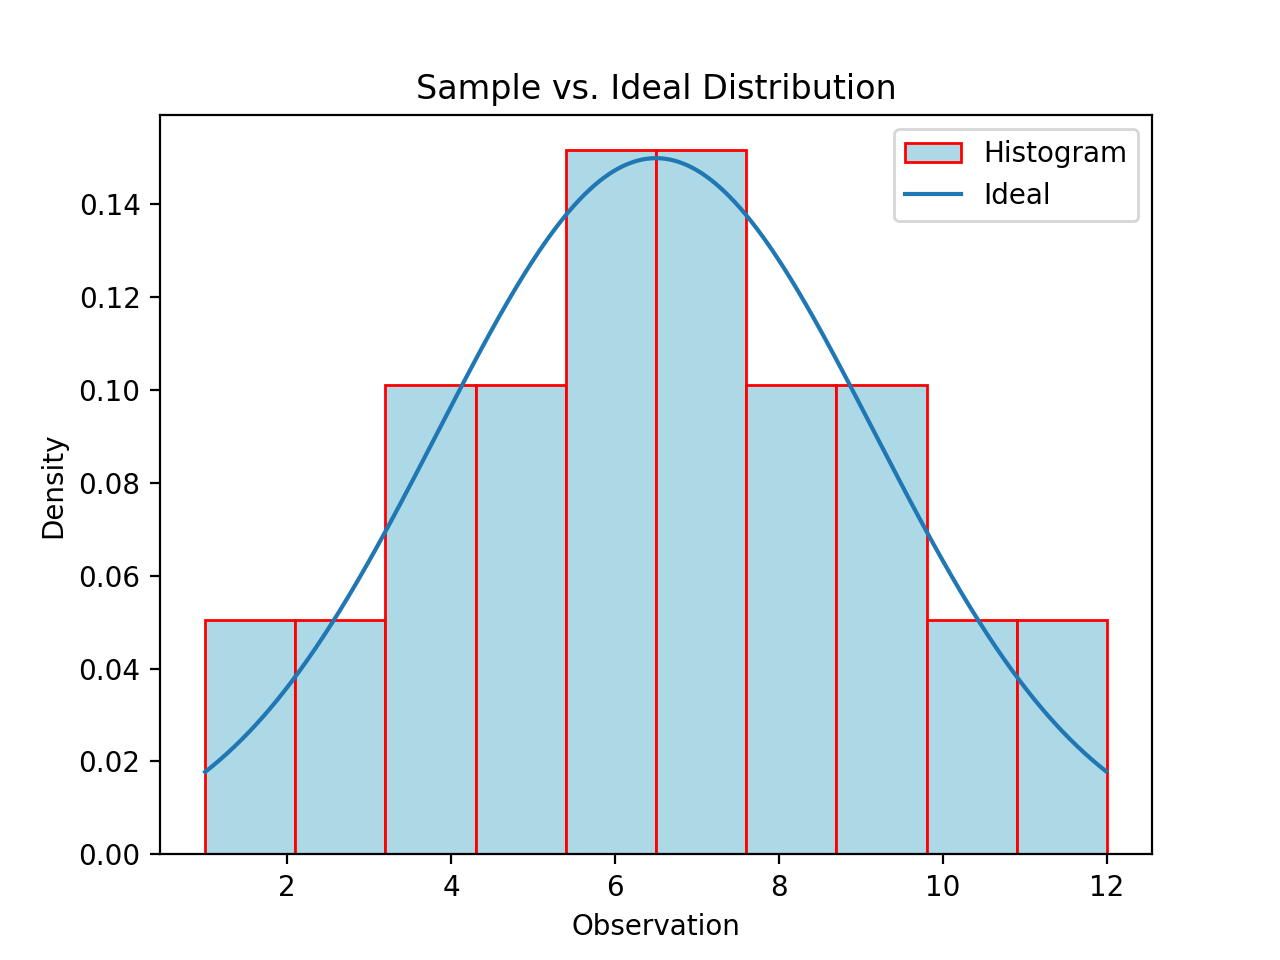 Sample vs. Ideal Distribution
Histogram
Ideal
0.14
0.12
0.10
0.08
0.06
0.04
0.02
0.00
Density
2 4 6 8 10 12
Observation